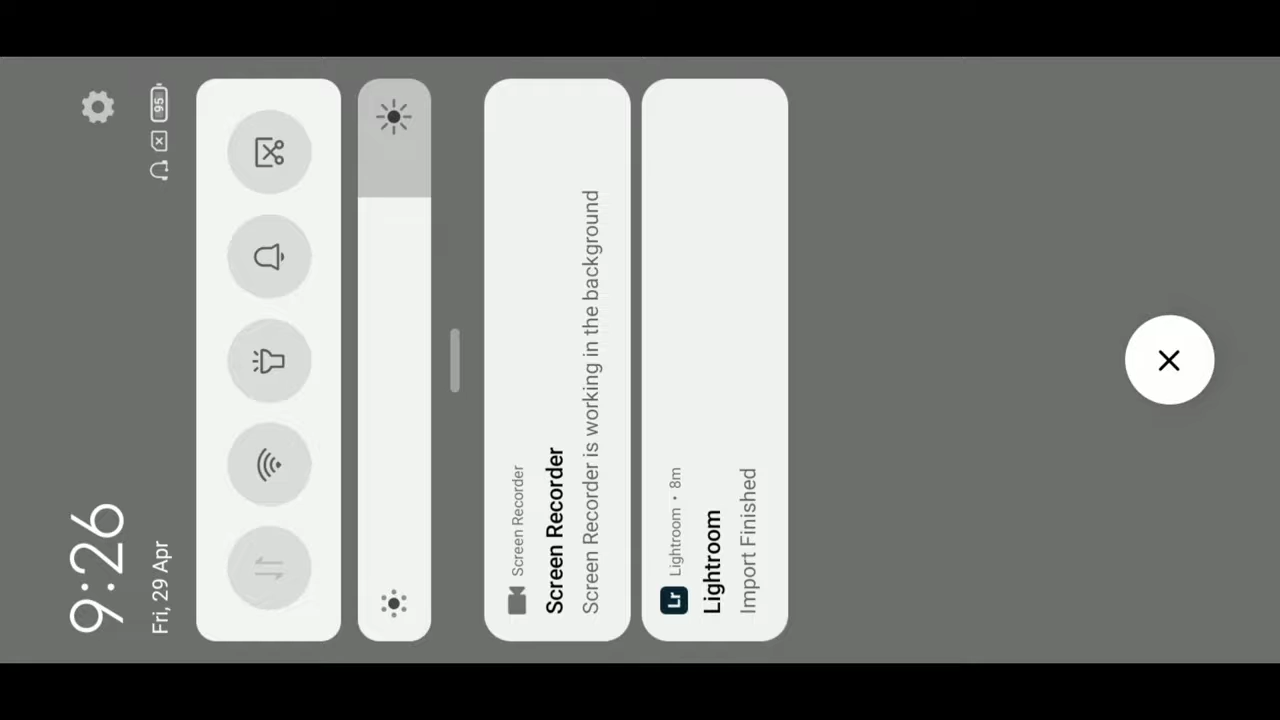 9:26
Fri, 29 Apr
95
Screen Recorder
Screen Recorder
Screen Recorder is working in the background
Lr Lightroom • 8m
Lightroom
Import Finished